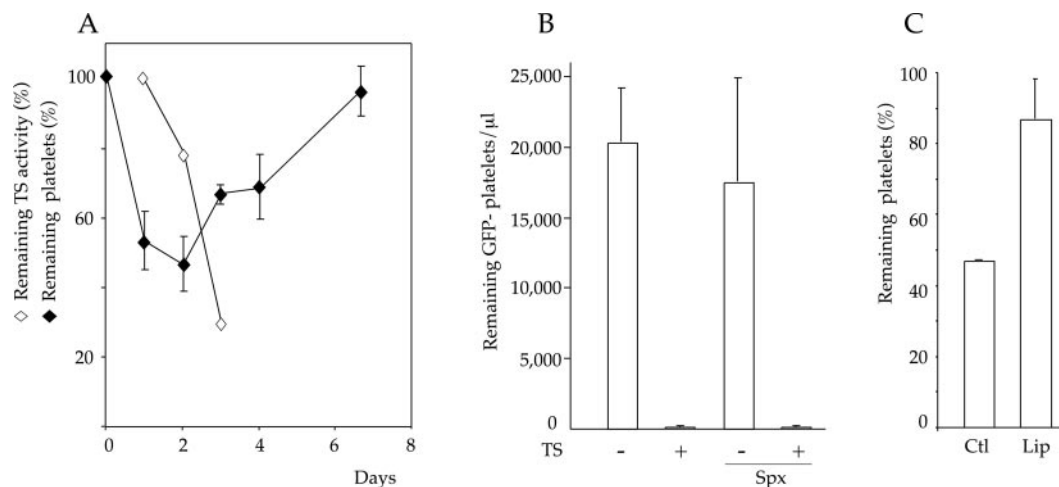 A
◇ Remaining TS activity (%)
◆ Remaining platelets (%)
100
60
20
0 2 4 6 8
Days
B
Remaining GFP- platelets/µl
25,000
20,000
15,000
10,000
5,000
0
TS - + - +
Spx
C
Remaining platelets (%)
100
80
60
40
20
0
Ctl Lip